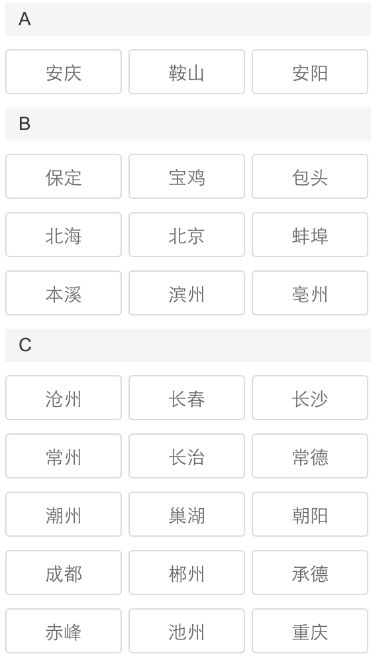 A
安庆 鞍山 安阳
B
保定 宝鸡 包头
北海 北京 蚌埠
本溪 滨州 亳州
C
沧州 长春 长沙
常州 长治 常德
潮州 巢湖 朝阳
成都 郴州 承德
赤峰 池州 重庆